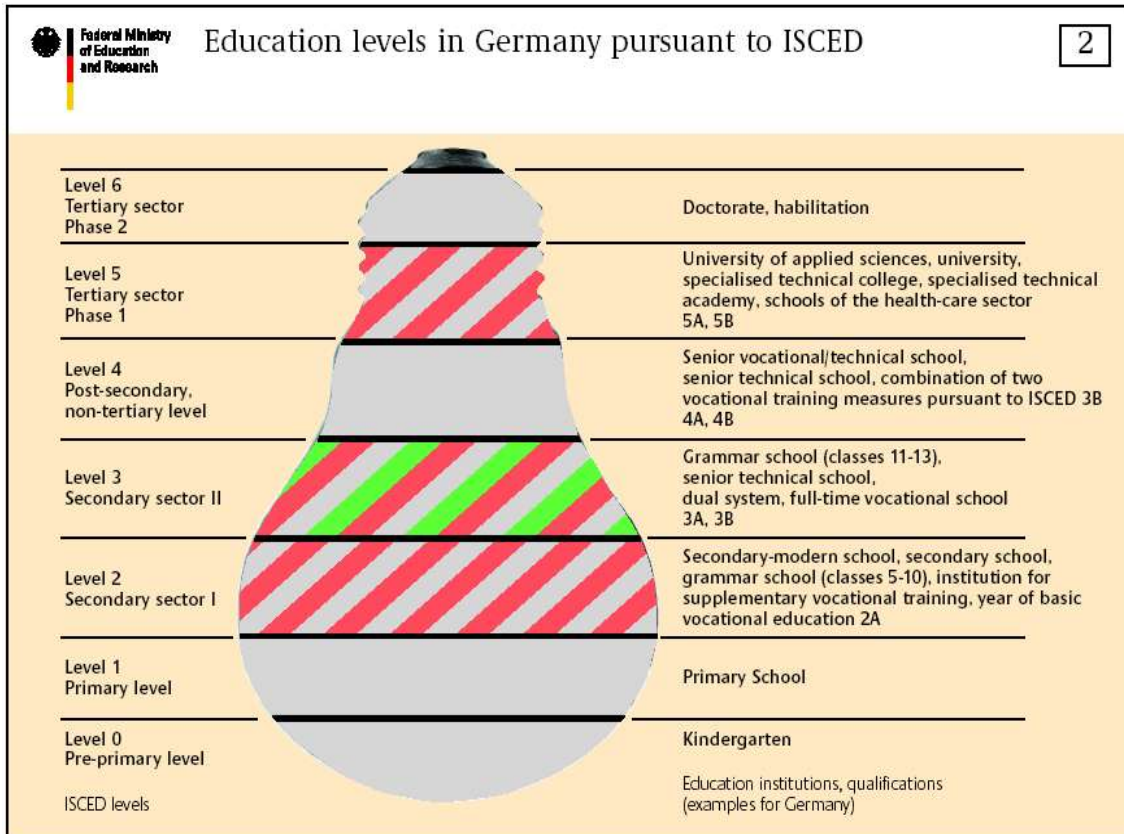 Federal Ministry
of Education
and Research
Education levels in Germany pursuant to ISCED
2
Level 6
Tertiary sector
Phase 2
Doctorate, habilitation
Level 5
Tertiary sector
Phase 1
University of applied sciences, university,
specialised technical college, specialised technical
academy, schools of the health-care sector
5A, 5B
Level 4
Post-secondary,
non-tertiary level
Senior vocational/technical school,
senior technical school, combination of two
vocational training measures pursuant to ISCED 3B
4A, 4B
Level 3
Secondary sector II
Grammar school (classes 11-13),
senior technical school,
dual system, full-time vocational school
3A, 3B
Level 2
Secondary sector I
Secondary-modern school, secondary school,
grammar school (classes 5-10), institution for
supplementary vocational training, year of basic
vocational education 2A
Level 1
Primary level
Primary School
Level 0
Pre-primary level
Kindergarten
ISCED levels
Education institutions, qualifications
(examples for Germany)